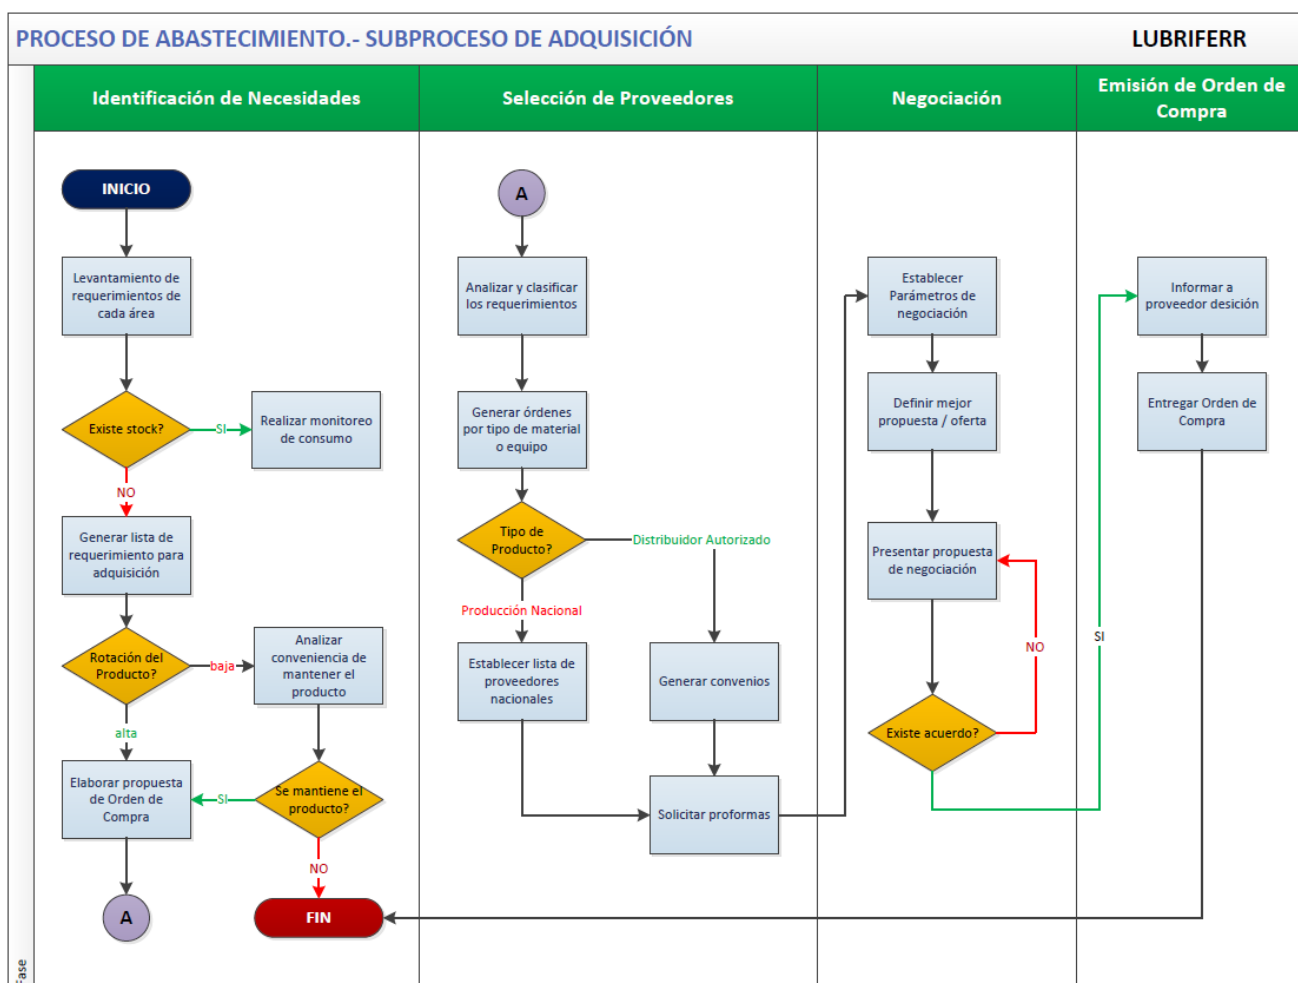 PROCESO DE ABASTECIMIENTO.- SUBPROCESO DE ADQUISICIÓN
LUBRIFERR
Identificación de Necesidades
Selección de Proveedores
Negociación
Emisión de Orden de
Compra
INICIO
Levantamiento de
requerimientos de
cada área
Existe stock?
SI
Realizar monitoreo
de consumo
NO
Generar lista de
requerimiento para
adquisición
Rotación del
Producto?
baja
Analizar
conveniencia de
mantener el
producto
alta
Elaborar propuesta
de Orden de
Compra
SI
Se mantiene el
producto?
NO
A
FIN
A
Analizar y clasificar
los requerimientos
Generar órdenes
por tipo de material
o equipo
Tipo de
Producto?
Distribuidor Autorizado
Producción Nacional
Establecer lista de
proveedores
nacionales
Generar convenios
Solicitar proformas
Establecer
Parámetros de
negociación
Definir mejor
propuesta / oferta
Presentar propuesta
de negociación
NO
Existe acuerdo?
SI
Informar a
proveedor desición
Entregar Orden de
Compra
Fase